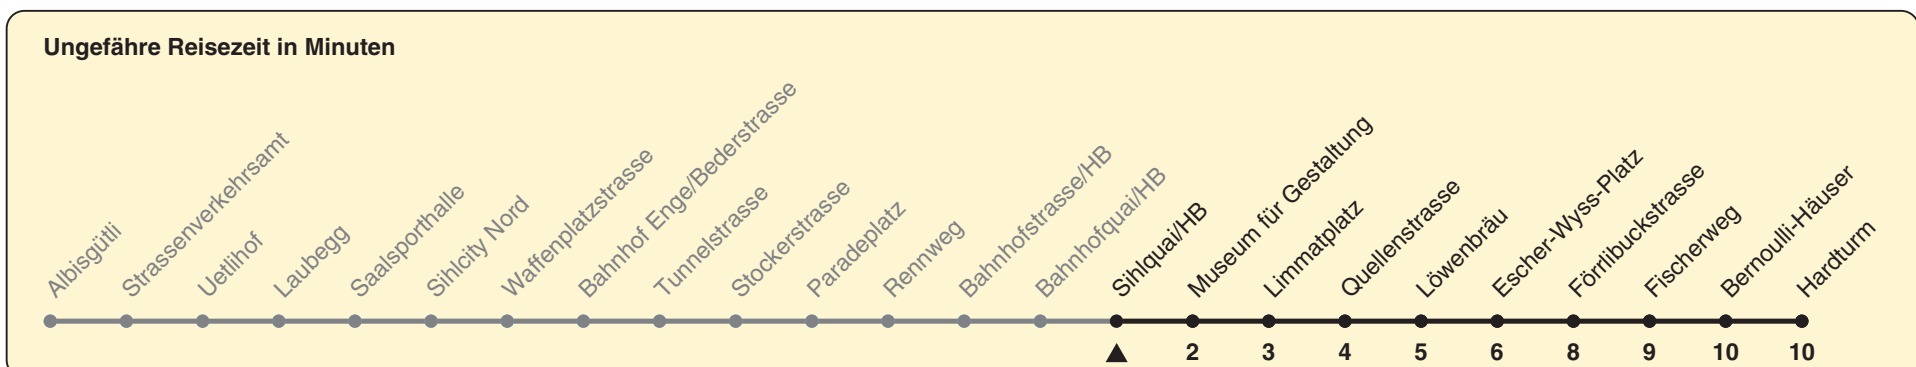 Ungefähre Reisezeit in Minuten
Albisgütli
Strassenverkehrsamt
Uetlihof
Laubegg
Saalsporthalle
Sihlcity Nord
Waffenplatzstrasse
Bahnhof Enge/Bederstrasse
Tunnelstrasse
Stockerstrasse
Paradeplatz
Rennweg
Bahnhofstrasse/HB
Bahnhofquai/HB
Sihlquai/HB
Museum für Gestaltung
Limmatplatz
Quellenstrasse
Löwenbräu
Escher-Wyss-Platz
Förrlibuckstrasse
Fischerweg
Bernoulli-Häuser
Hardturm
2 3 4 5 6 8 9 10 10